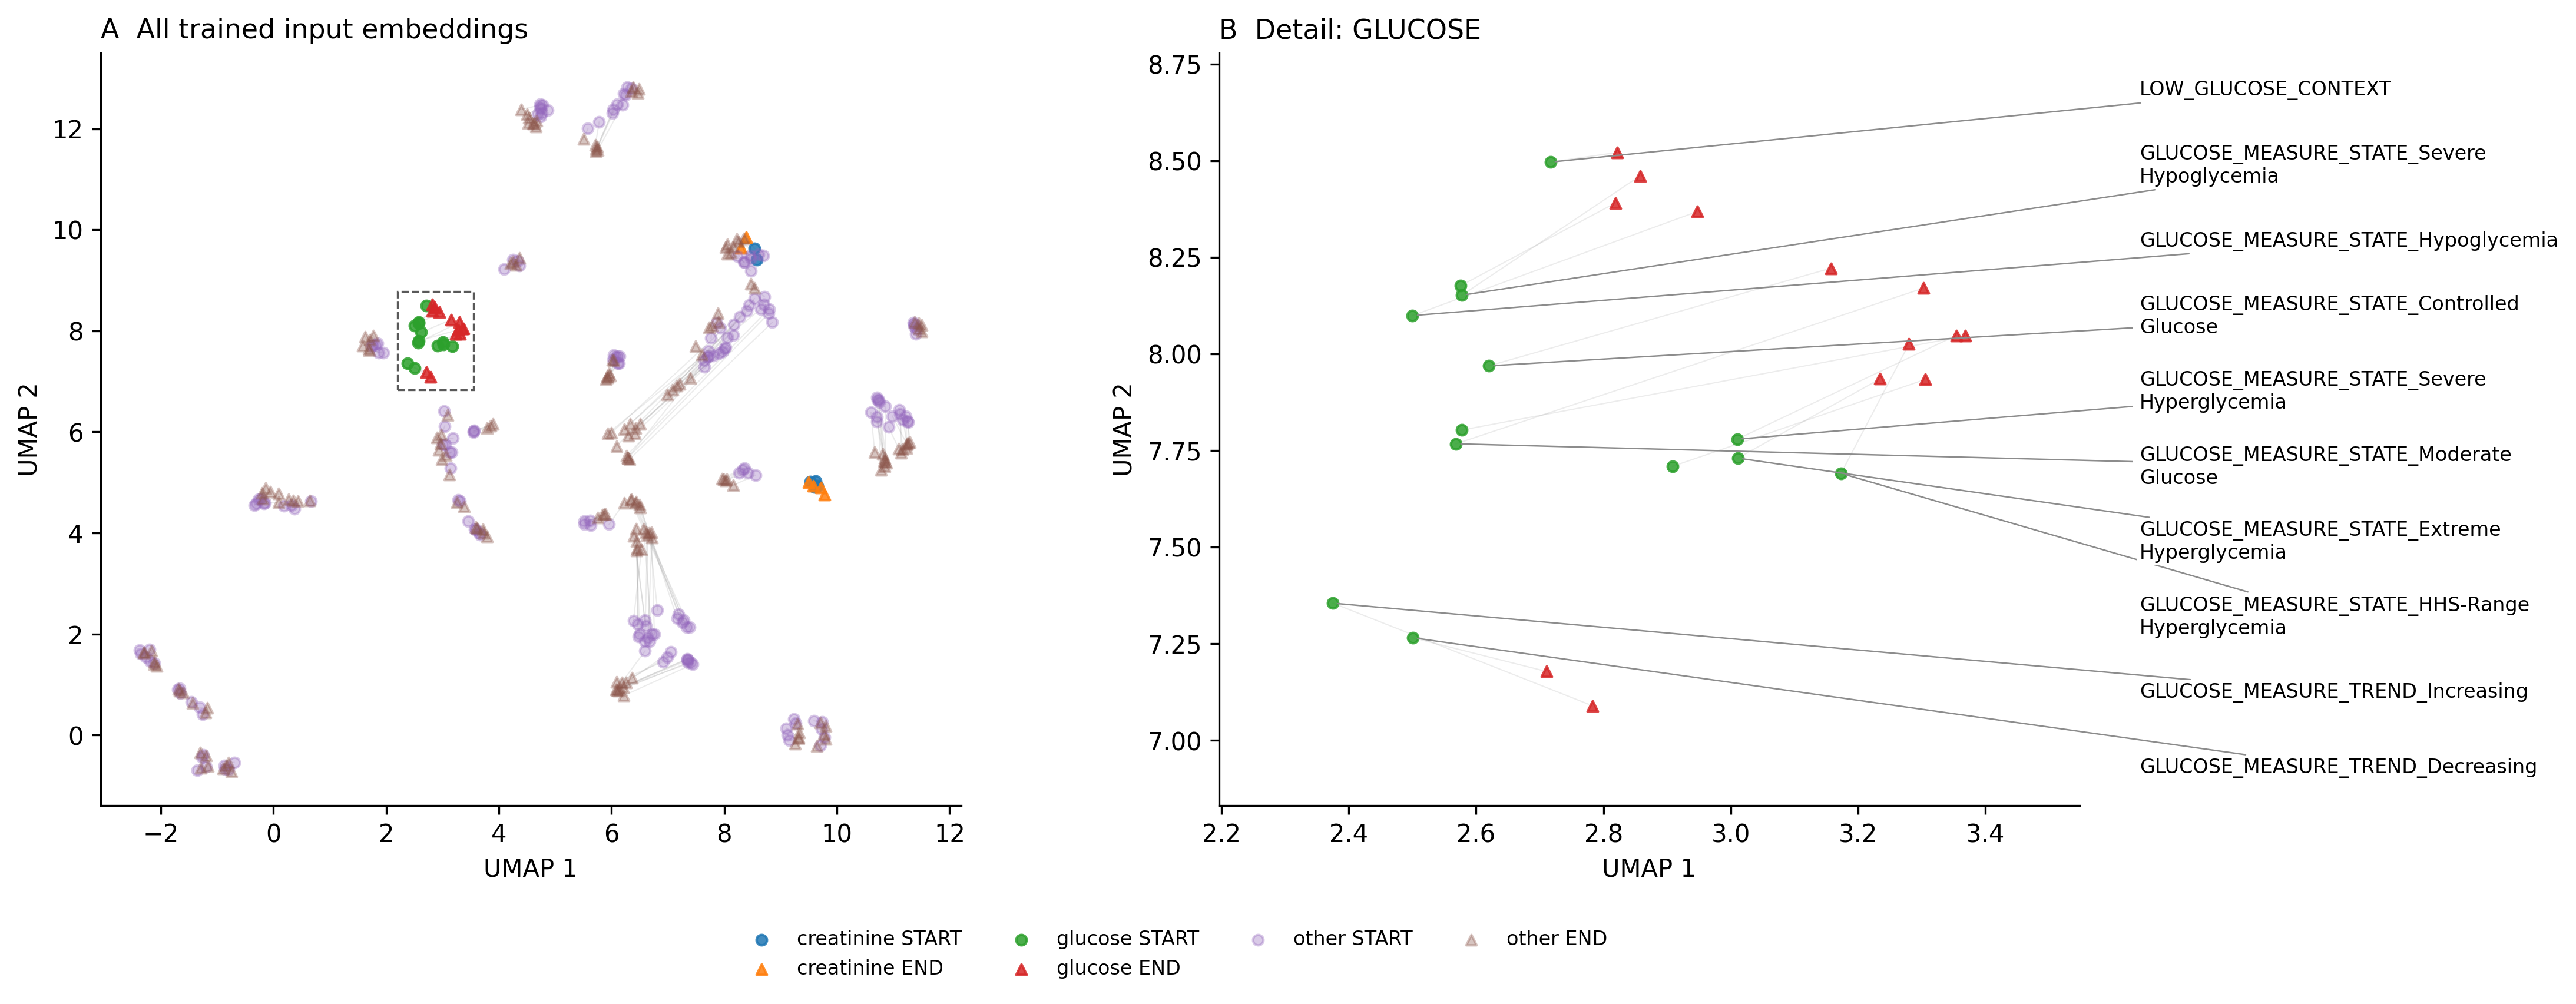 A  All trained input embeddings
UMAP 2
12
10
8
6
4
2
0
−2
0
2
4
6
8
10
12
UMAP 1
B  Detail: GLUCOSE
UMAP 2
8.75
8.50
8.25
8.00
7.75
7.50
7.25
7.00
2.2
2.4
2.6
2.8
3.0
3.2
3.4
UMAP 1
LOW_GLUCOSE_CONTEXT
GLUCOSE_MEASURE_STATE_Severe
Hypoglycemia
GLUCOSE_MEASURE_STATE_Hypoglycemia
GLUCOSE_MEASURE_STATE_Controlled
Glucose
GLUCOSE_MEASURE_STATE_Severe
Hyperglycemia
GLUCOSE_MEASURE_STATE_Moderate
Glucose
GLUCOSE_MEASURE_STATE_Extreme
Hyperglycemia
GLUCOSE_MEASURE_STATE_HHS-Range
Hyperglycemia
GLUCOSE_MEASURE_TREND_Increasing
GLUCOSE_MEASURE_TREND_Decreasing
creatinine START
creatinine END
glucose START
glucose END
other START
other END